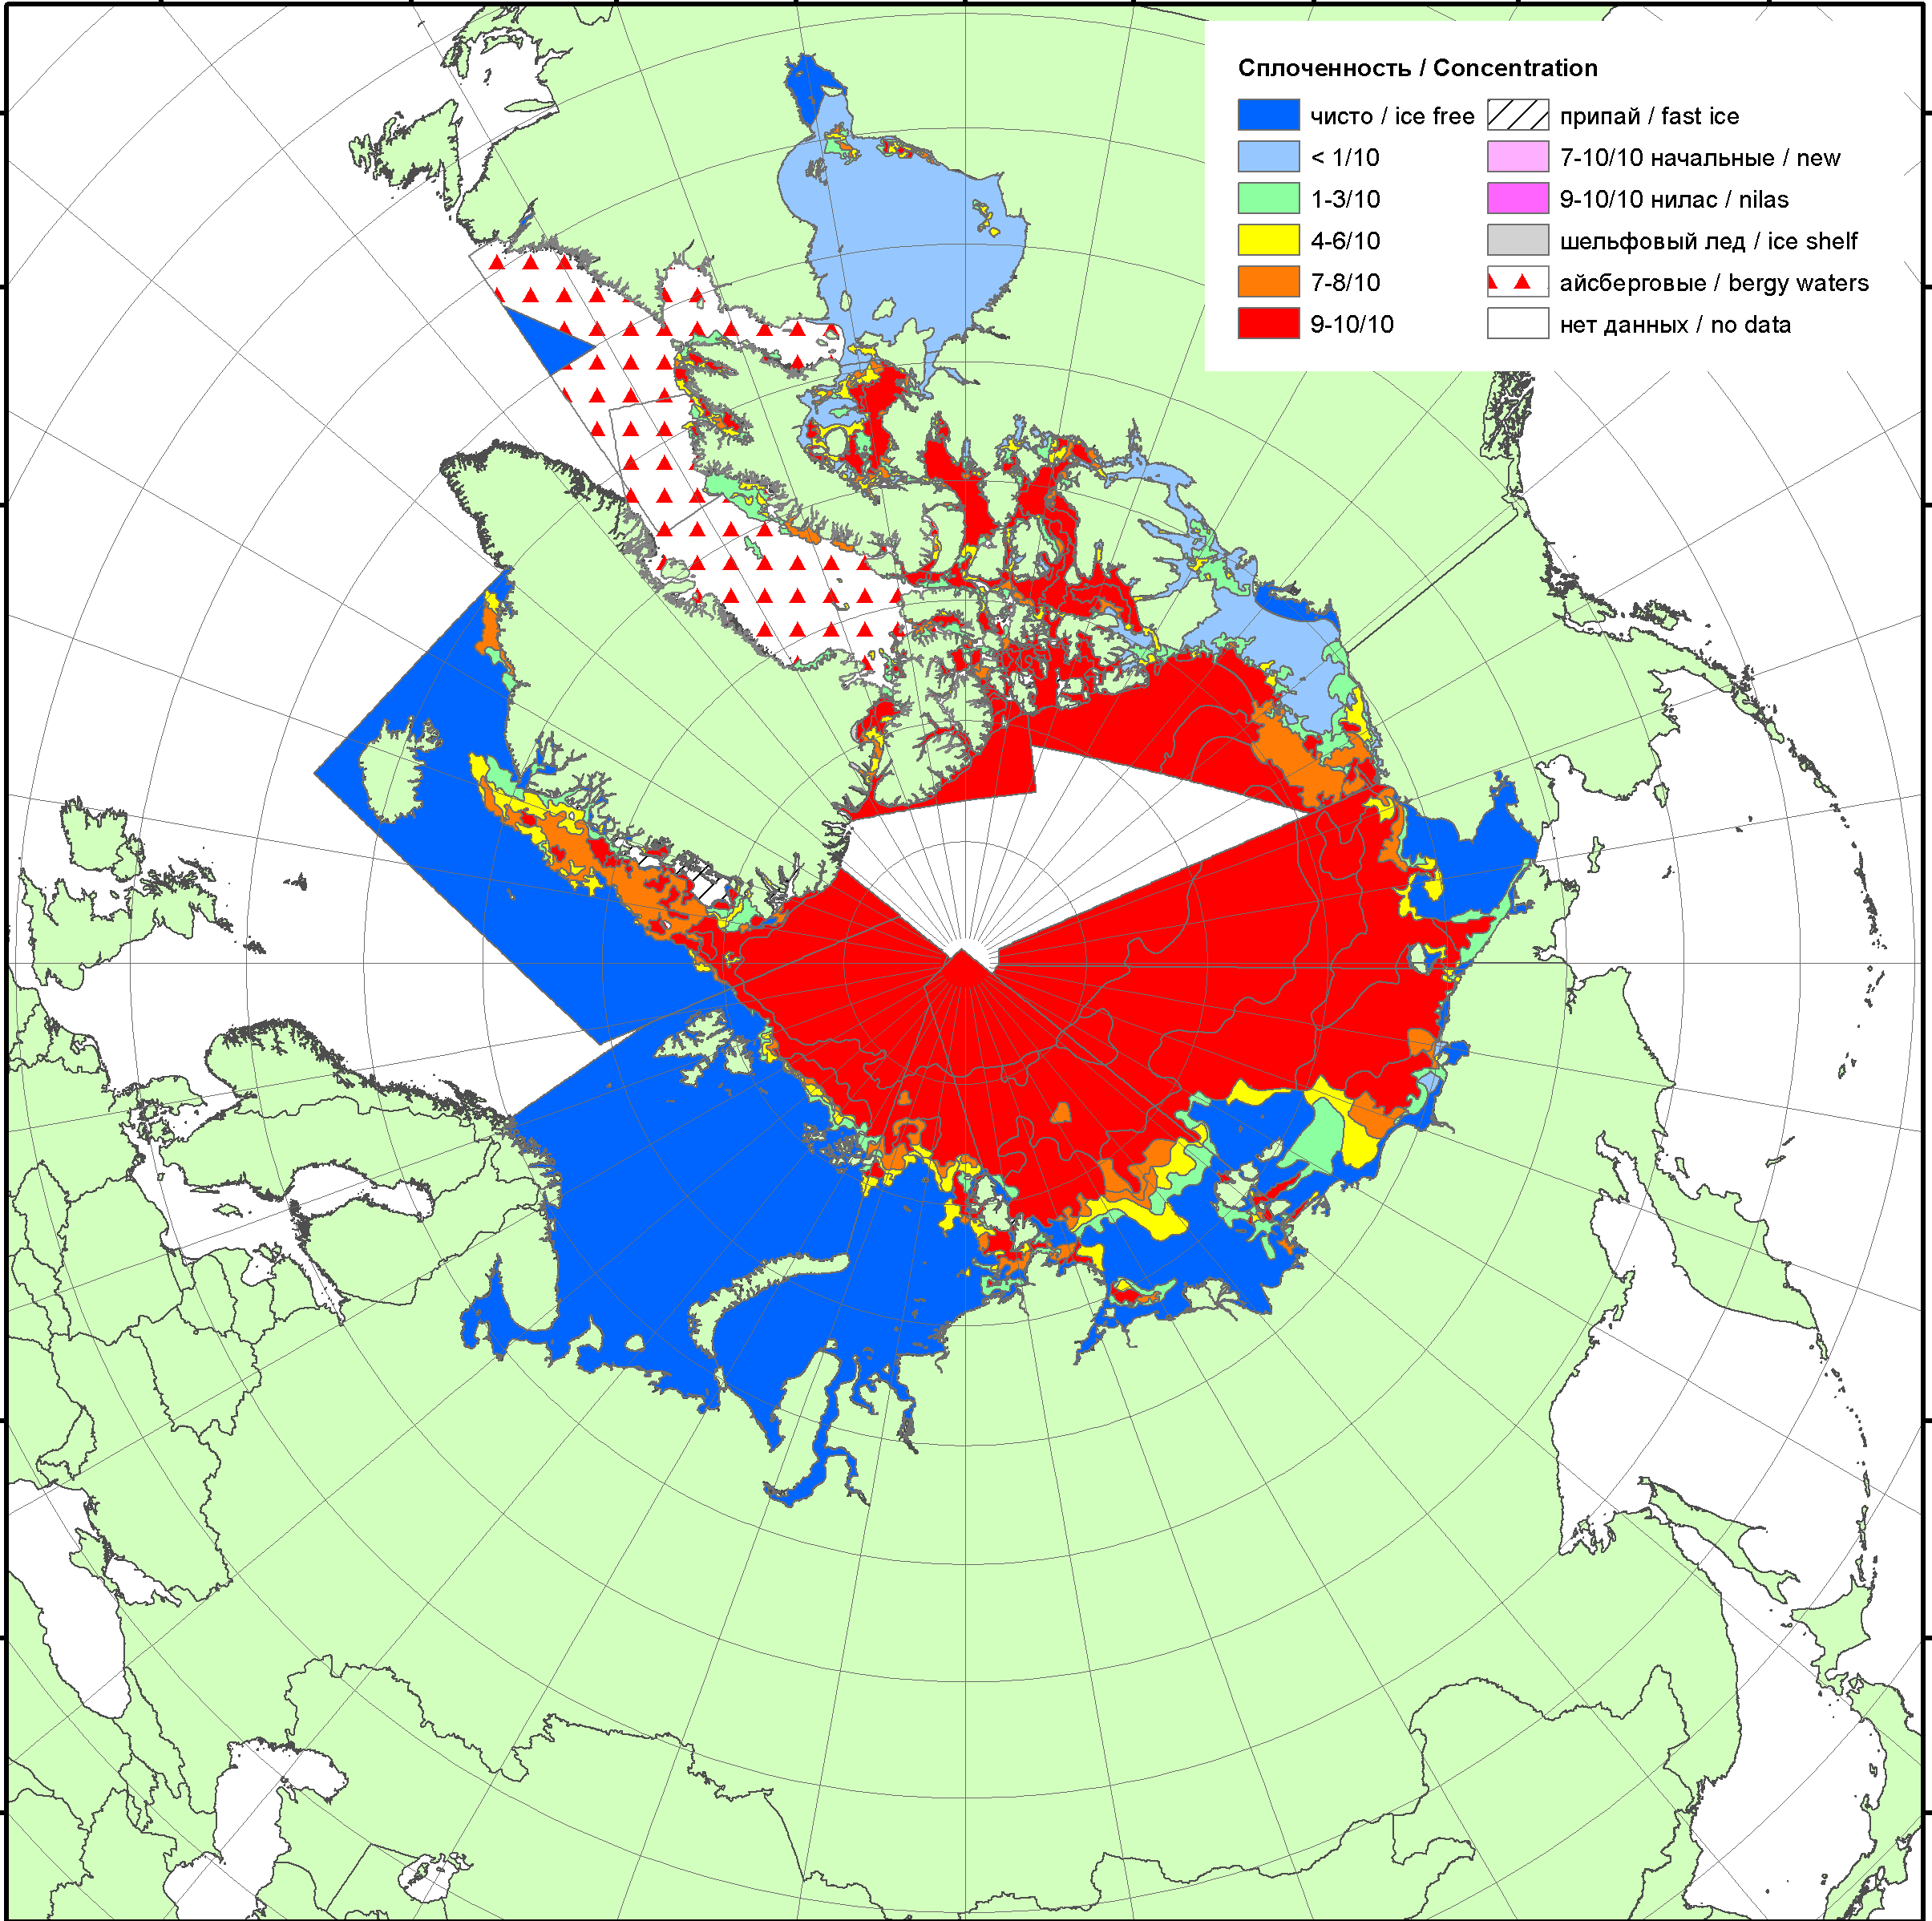 Сплоченность / Concentration
чисто / ice free
< 1/10
1-3/10
4-6/10
7-8/10
9-10/10
припай / fast ice
7-10/10 начальные / new
9-10/10 нилас / nilas
шельфовый лед / ice shelf
айсберговые / bergy waters
нет данных / no data